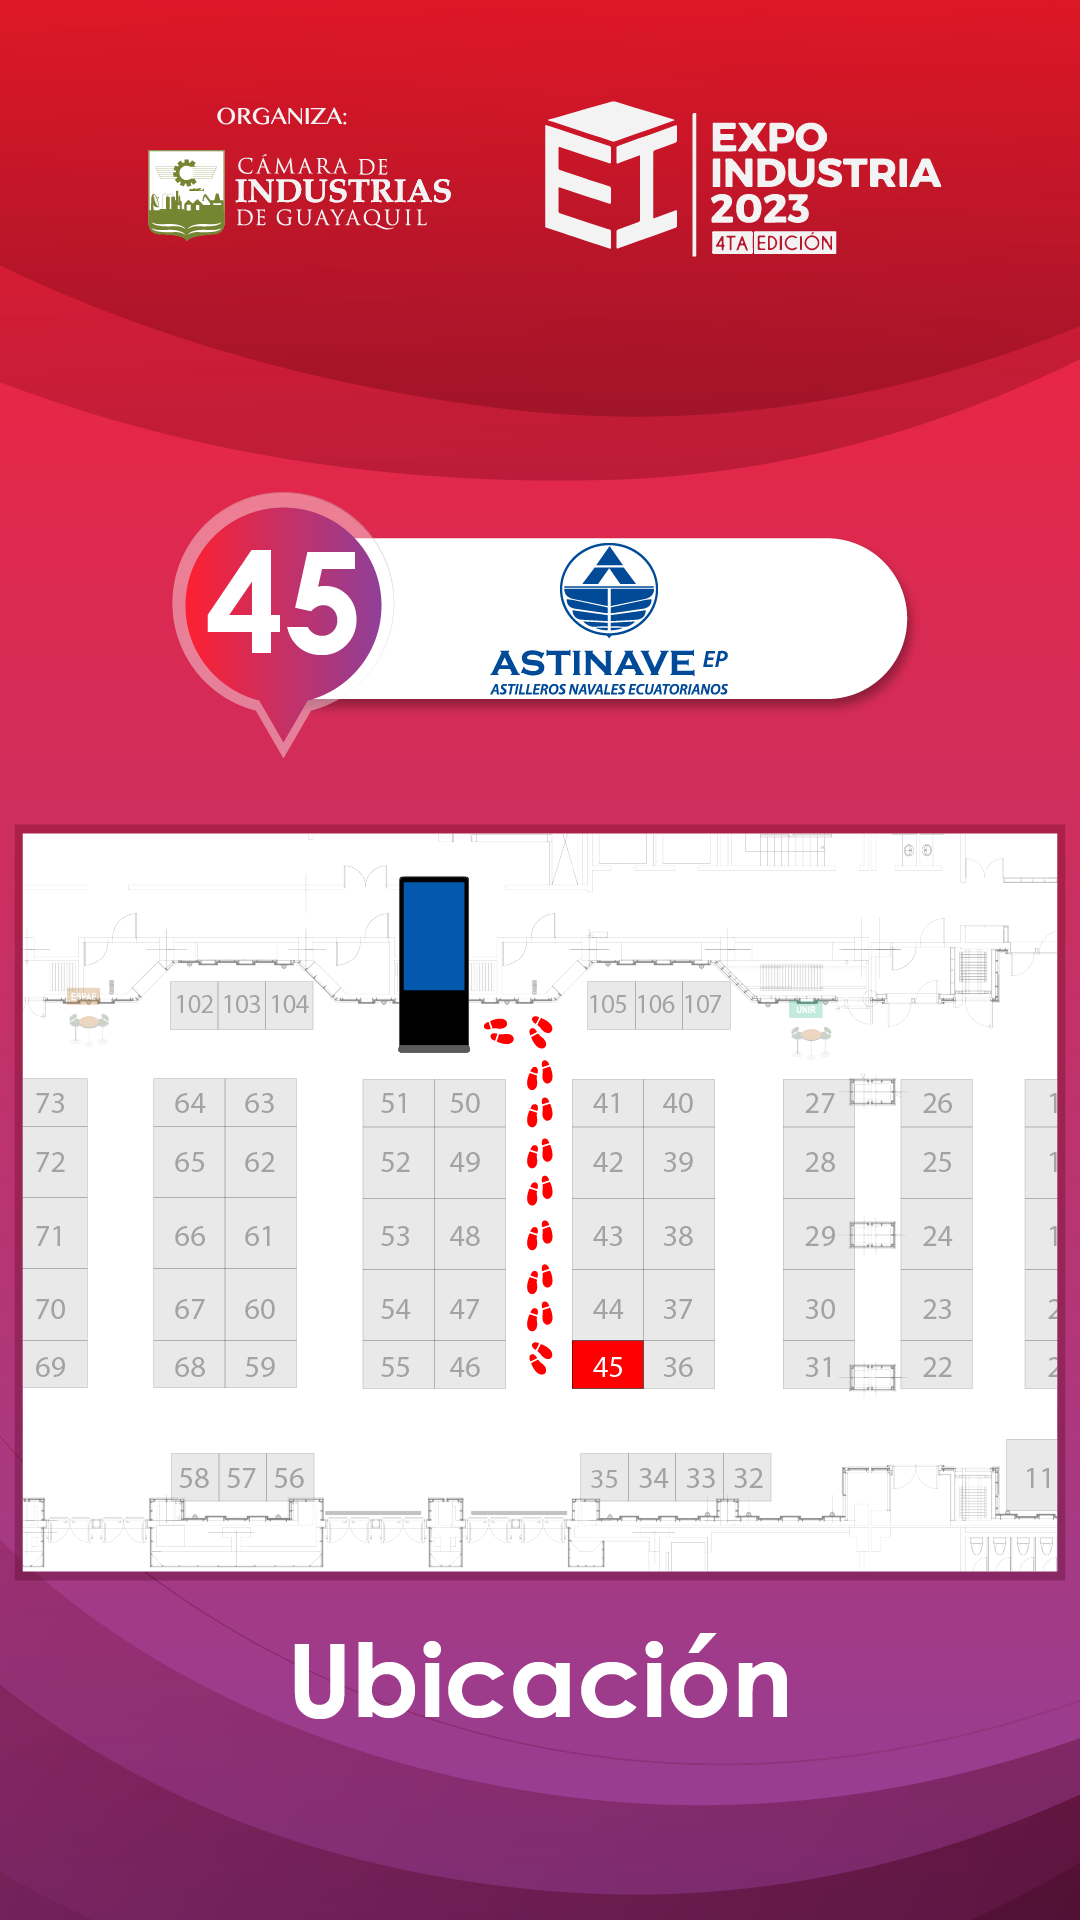 ORGANIZA:
CÁMARA DE
INDUSTRIAS
DE GUAYAQUIL
EXPO
INDUSTRIA
2023
4TA EDICIÓN
45
ASTINAVE EP
ASTILLEROS NAVALES ECUATORIANOS
ESPAE
102 103 104
105 106 107
UNIR
73 64 63 51 50 41 40 27 26
72 65 62 52 49 42 39 28 25
71 66 61 53 48 43 38 29 24
70 67 60 54 47 44 37 30 23
69 68 59 55 46 45 36 31 22
58 57 56 35 34 33 32 11
Ubicación